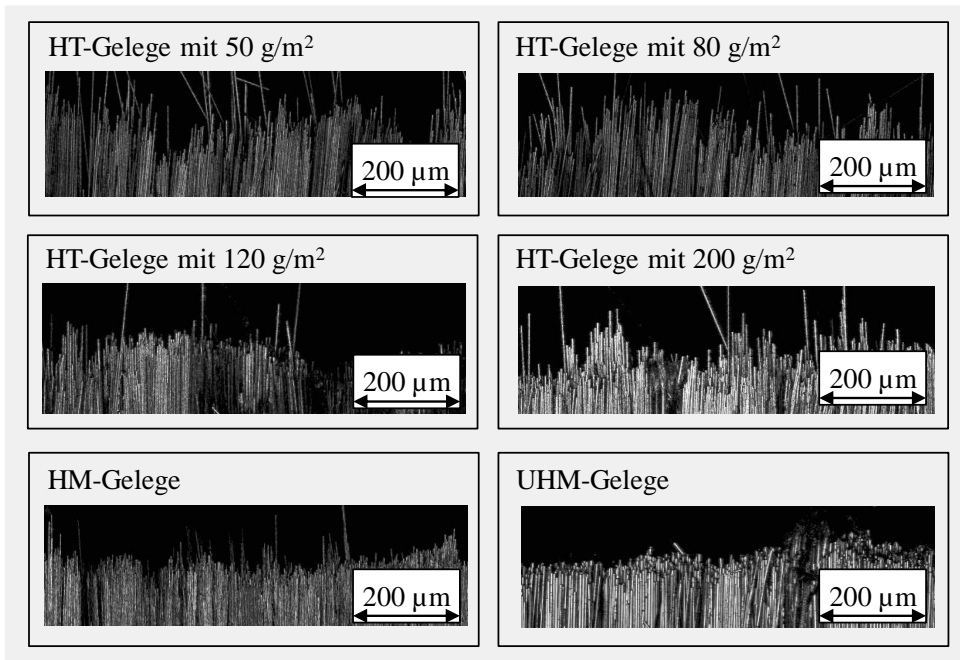 HT-Gelege mit 50 g/m²
200 µm
HT-Gelege mit 80 g/m²
200 µm
HT-Gelege mit 120 g/m²
200 µm
HT-Gelege mit 200 g/m²
200 µm
HM-Gelege
200 µm
UHM-Gelege
200 µm